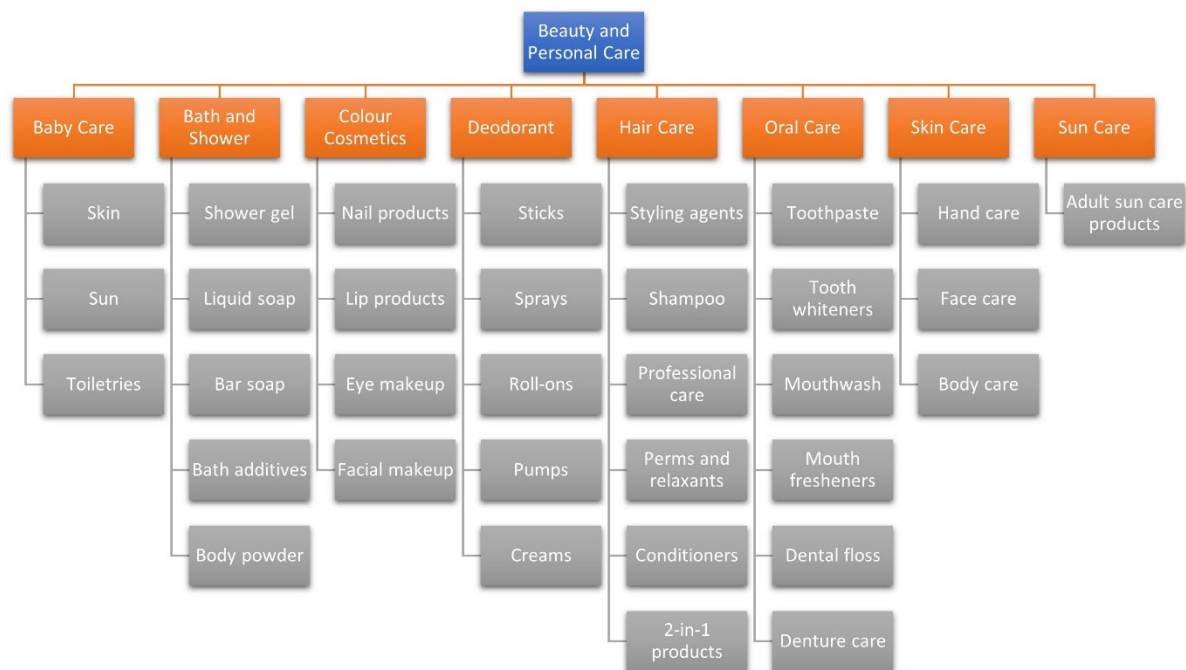 Beauty and
Personal Care
Baby Care
Bath and
Shower
Colour
Cosmetics
Deodorant
Hair Care
Oral Care
Skin Care
Sun Care
Skin
Sun
Toiletries
Shower gel
Liquid soap
Bar soap
Bath additives
Body powder
Nail products
Lip products
Eye makeup
Facial makeup
Sticks
Sprays
Roll-ons
Pumps
Creams
Styling agents
Shampoo
Professional
care
Perms and
relaxants
Conditioners
2-in-1
products
Toothpaste
Tooth
whiteners
Mouthwash
Mouth
fresheners
Dental floss
Denture care
Hand care
Face care
Body care
Adult sun care
products